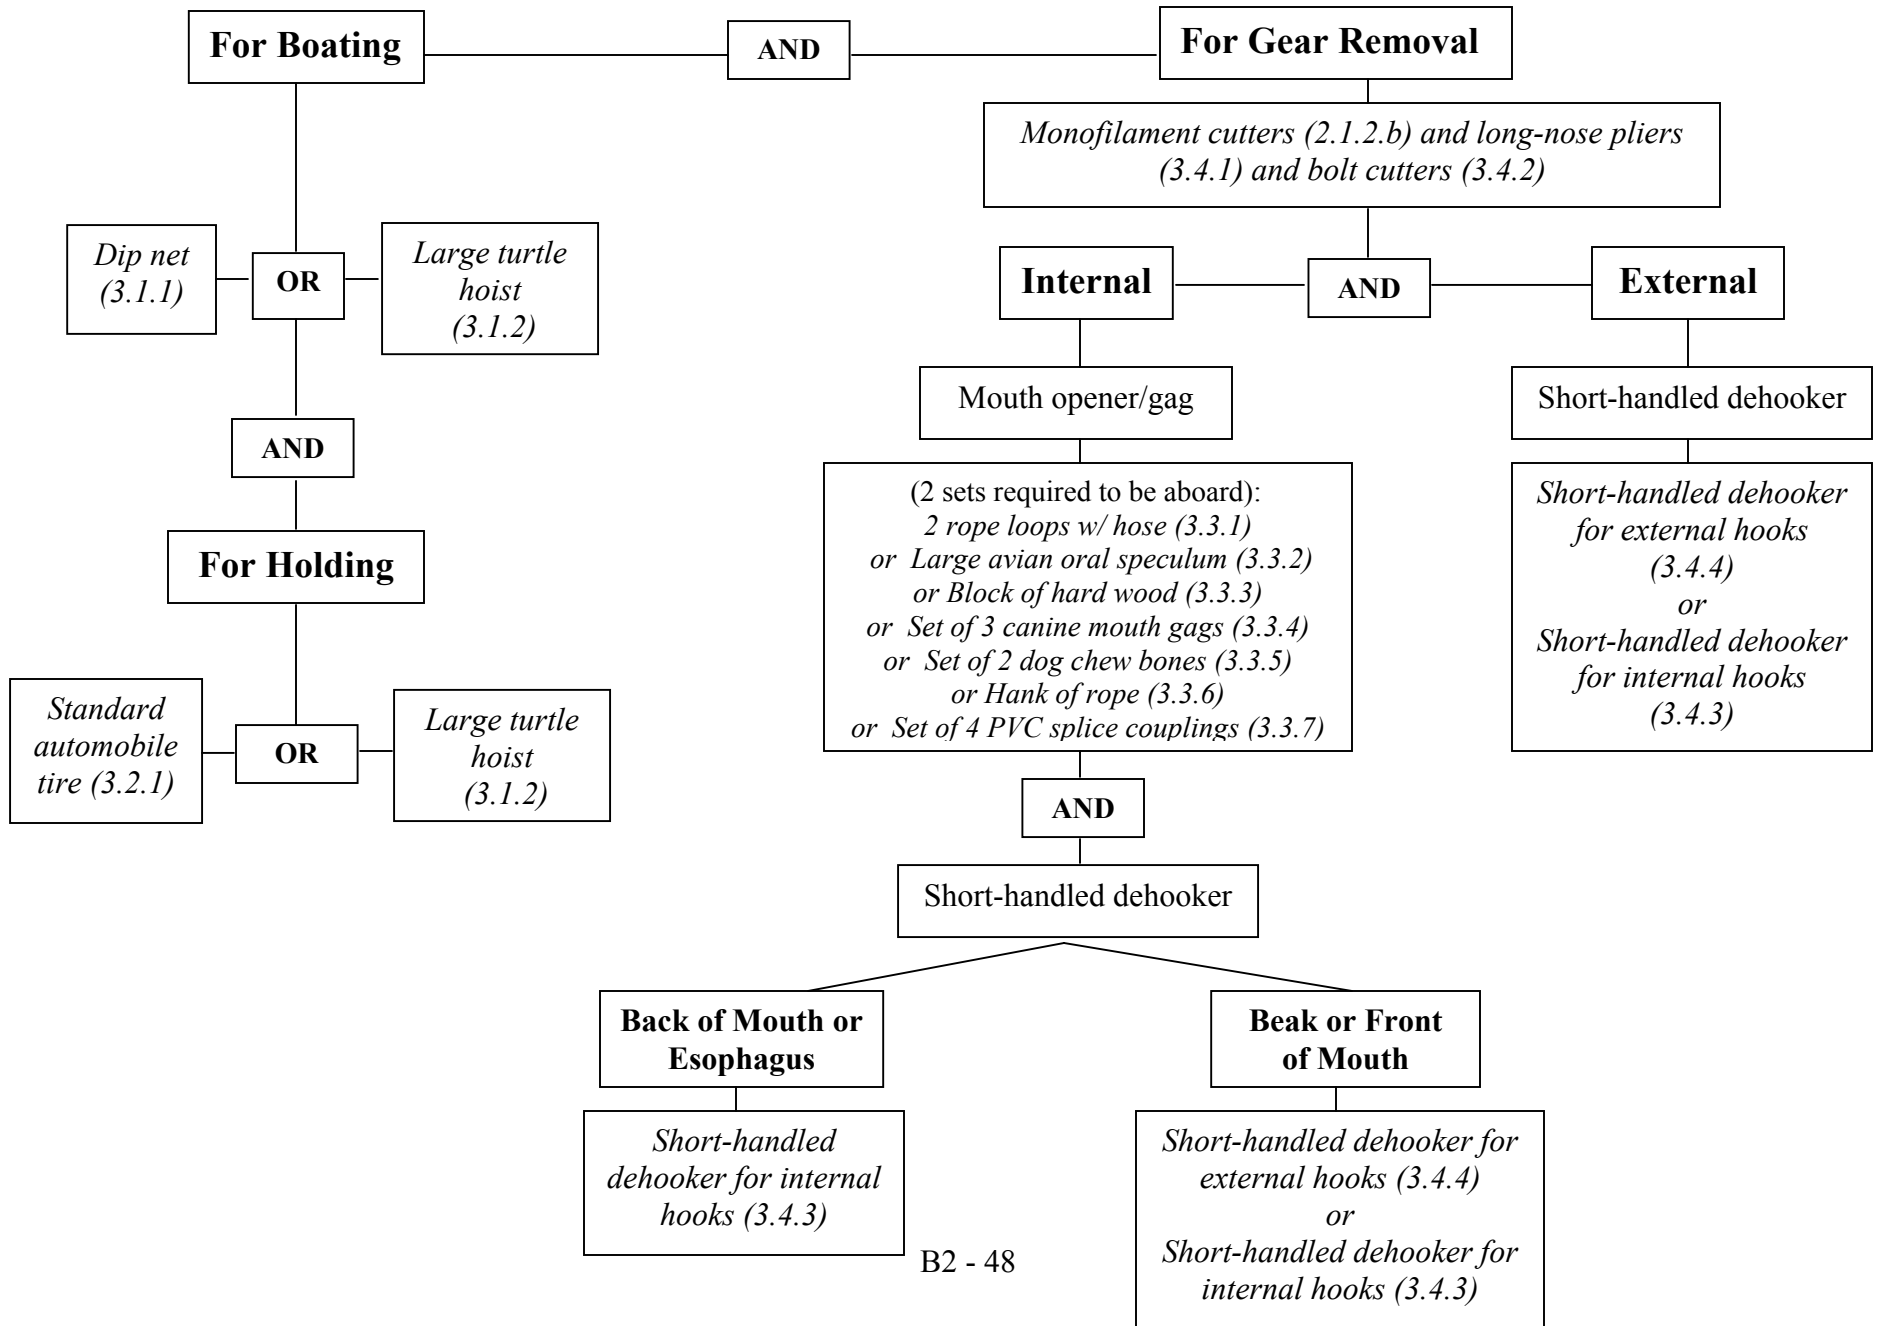 For Boating
AND
For Gear Removal
Monofilament cutters (2.1.2.b) and long-nose pliers
(3.4.1) and bolt cutters (3.4.2)
Dip net
(3.1.1)
OR
Large turtle
hoist
(3.1.2)
Internal
AND
External
AND
For Holding
Standard
automobile
tire (3.2.1)
OR
Large turtle
hoist
(3.1.2)
Mouth opener/gag
(2 sets required to be aboard):
2 rope loops w/ hose (3.3.1)
or Large avian oral speculum (3.3.2)
or Block of hard wood (3.3.3)
or Set of 3 canine mouth gags (3.3.4)
or Set of 2 dog chew bones (3.3.5)
or Hank of rope (3.3.6)
or Set of 4 PVC splice couplings (3.3.7)
Short-handled dehooker
Short-handled dehooker
for external hooks
(3.4.4)
or
Short-handled dehooker
for internal hooks
(3.4.3)
AND
Short-handled dehooker
Back of Mouth or
Esophagus
Short-handled
dehooker for internal
hooks (3.4.3)
Beak or Front
of Mouth
Short-handled dehooker for
external hooks (3.4.4)
or
Short-handled dehooker for
internal hooks (3.4.3)
B2 - 48